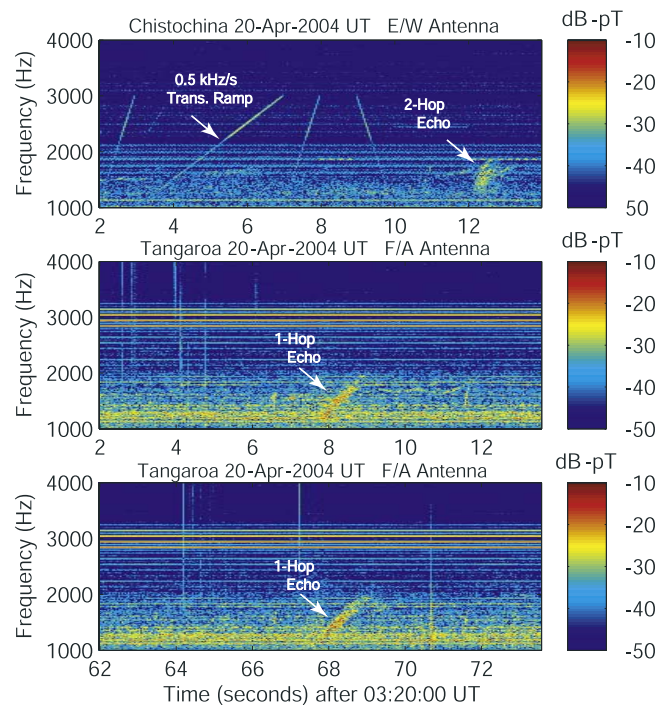 Chistochina 20-Apr-2004 UT E/W Antenna
dB-pT
4000
3000
2000
1000
Frequency (Hz)
0.5 kHz/s
Trans. Ramp
2-Hop
Echo
2 4 6 8 10 12
-10
-20
-30
-40
50
Tangaroa 20-Apr-2004 UT F/A Antenna
dB-pT
4000
3000
2000
1000
Frequency (Hz)
1-Hop
Echo
2 4 6 8 10 12
-10
-20
-30
-40
-50
Tangaroa 20-Apr-2004 UT F/A Antenna
dB-pT
4000
3000
2000
1000
Frequency (Hz)
1-Hop
Echo
62 64 66 68 70 72
-10
-20
-30
-40
-50
Time (seconds) after 03:20:00 UT